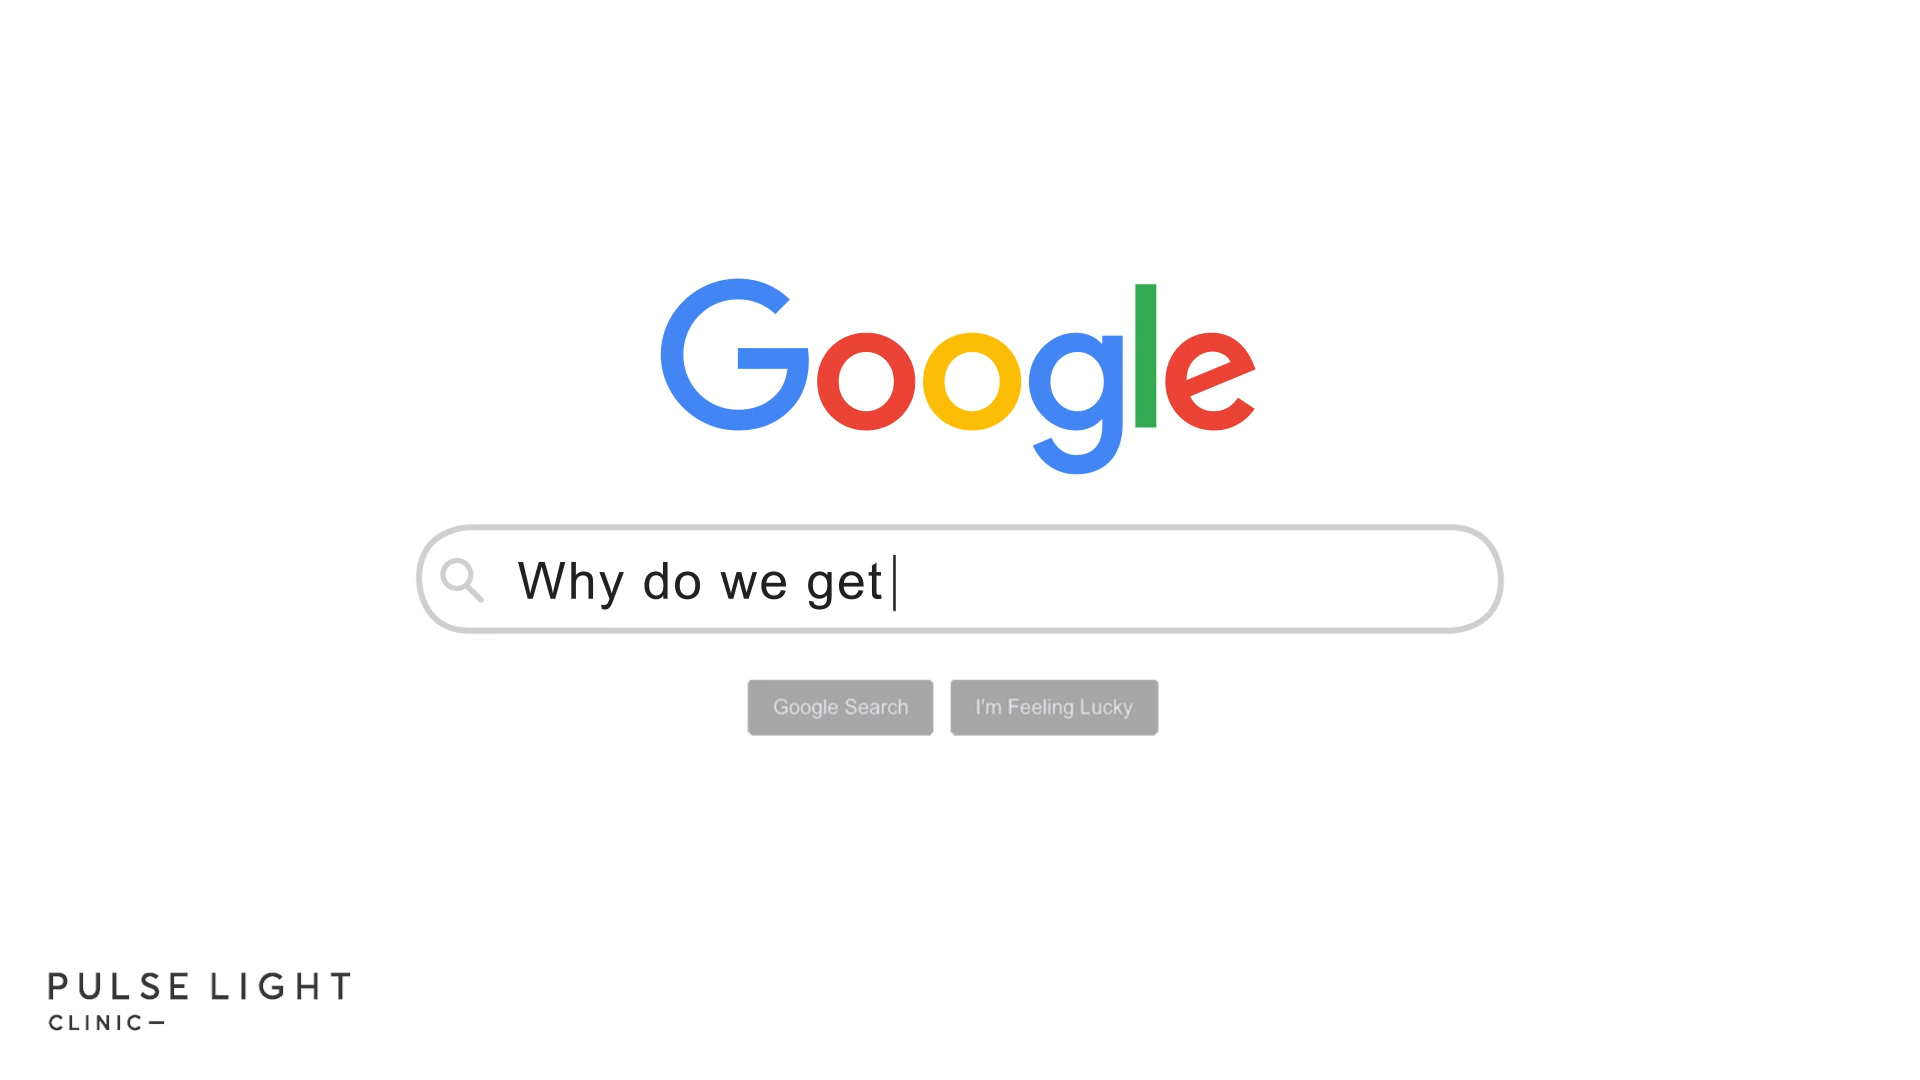 Google
Why do we get
Google Search
I'm Feeling Lucky
PULSE LIGHT
CLINIC—